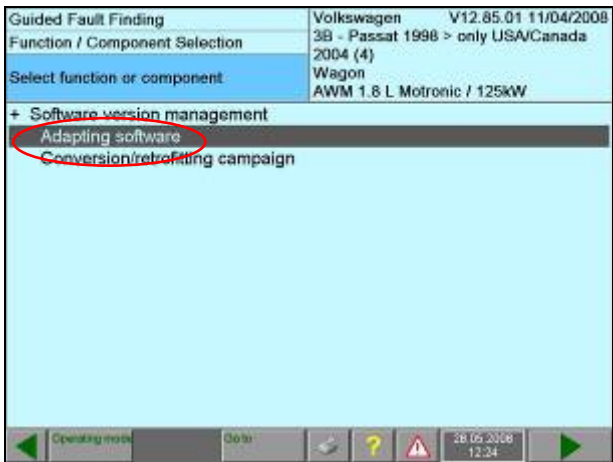 Guided Fault Finding
Function / Component Selection
Select function or component
Volkswagen V12.85.01 11/04/2008
3B - Passat 1998 > only USA/Canada
2004 (4)
Wagon
AWM 1.8 L Motronic / 125kW
+ Software version management
Adapting software
Conversion/retrofitting campaign
Operating mode
Go to
?
28.05.2008
12:24